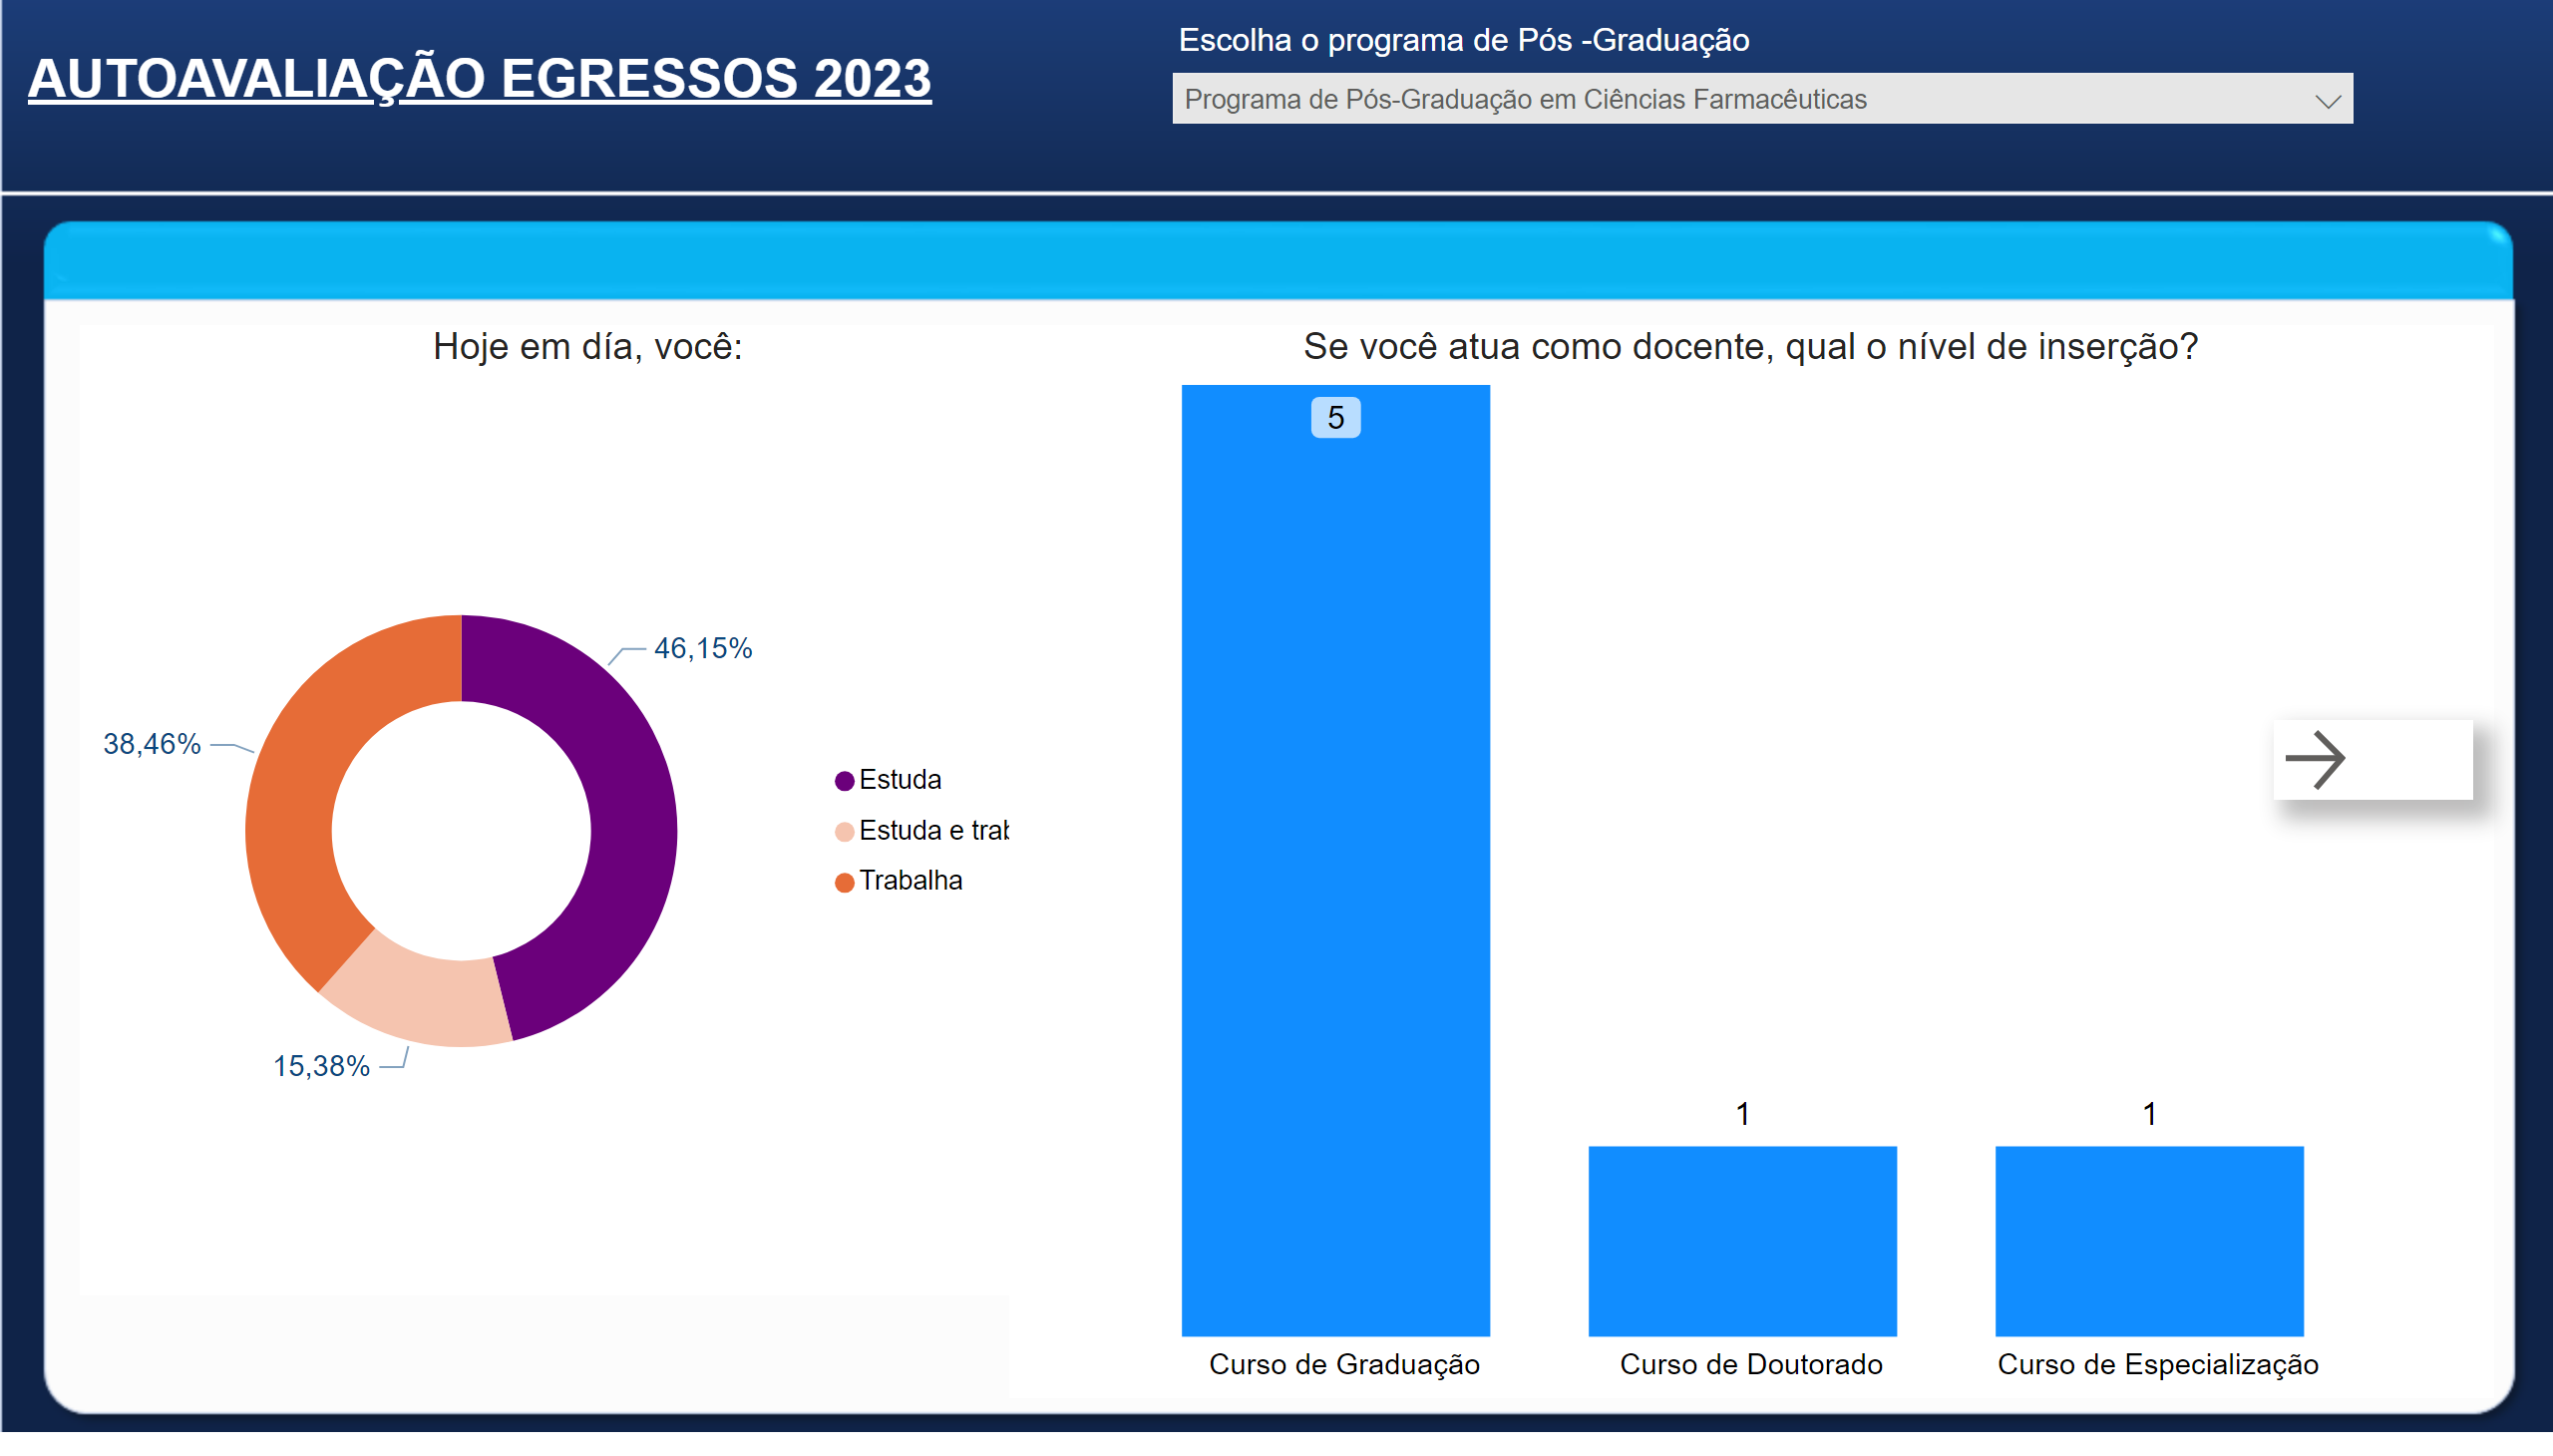 AUTOAVALIAÇÃO EGRESSOS 2023
Escolha o programa de Pós -Graduação
Programa de Pós-Graduação em Ciências Farmacêuticas
Hoje em día, você:
46,15%
38,46%
15,38%
Estuda
Estuda e trab
Trabalha
Se você atua como docente, qual o nível de inserção?
5
1
1
Curso de Graduação
Curso de Doutorado
Curso de Especialização